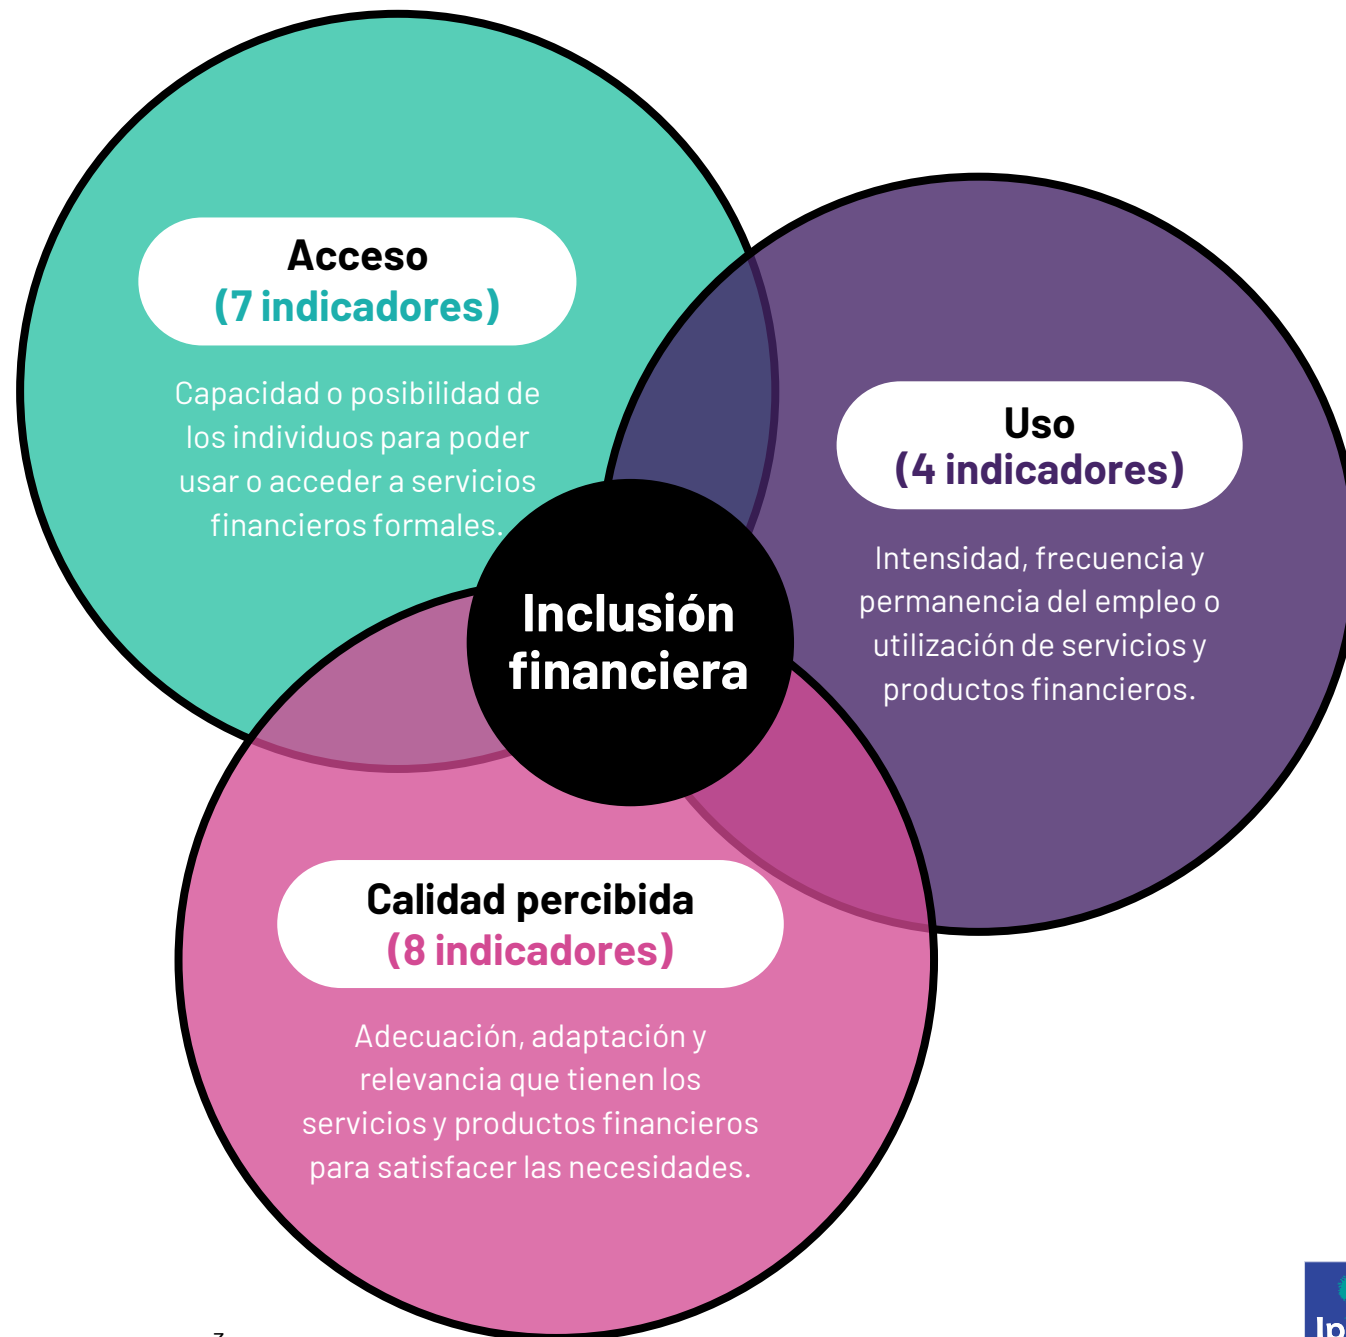 Acceso
(7 indicadores)
Capacidad o posibilidad de
los individuos para poder
usar o acceder a servicios
financieros formales.
Uso
(4 indicadores)
Intensidad, frecuencia y
permanencia del empleo o
utilización de servicios y
productos financieros.
Inclusión
financiera
Calidad percibida
(8 indicadores)
Adecuación, adaptación y
relevancia que tienen los
servicios y productos financieros
para satisfacer las necesidades.